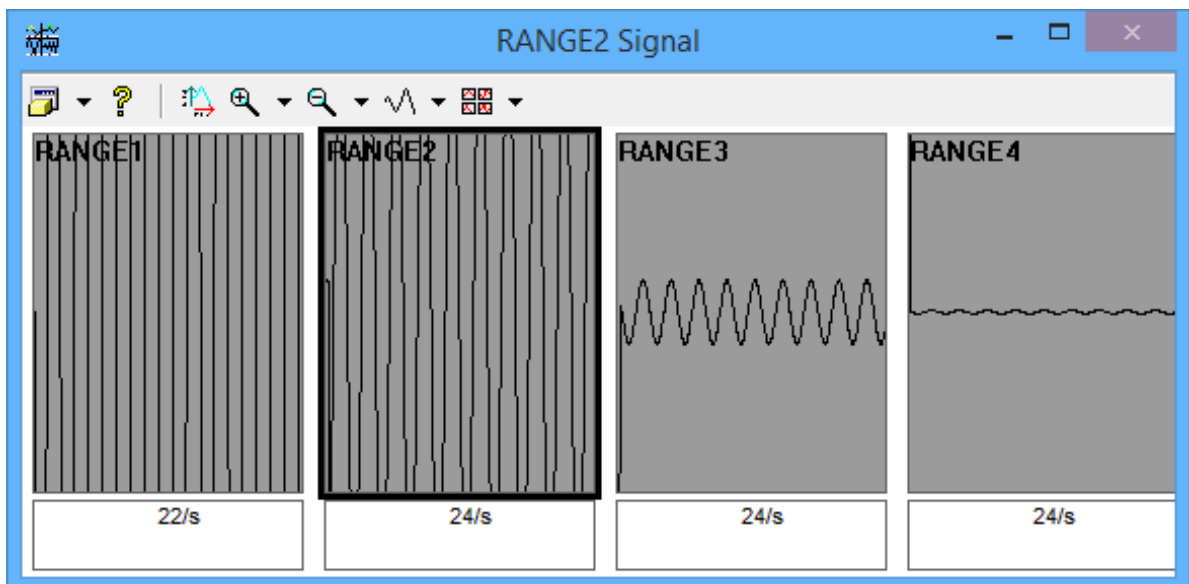 RANGE2 Signal
RANGE1
RANGE2
RANGE3
RANGE4
22/s
24/s
24/s
24/s